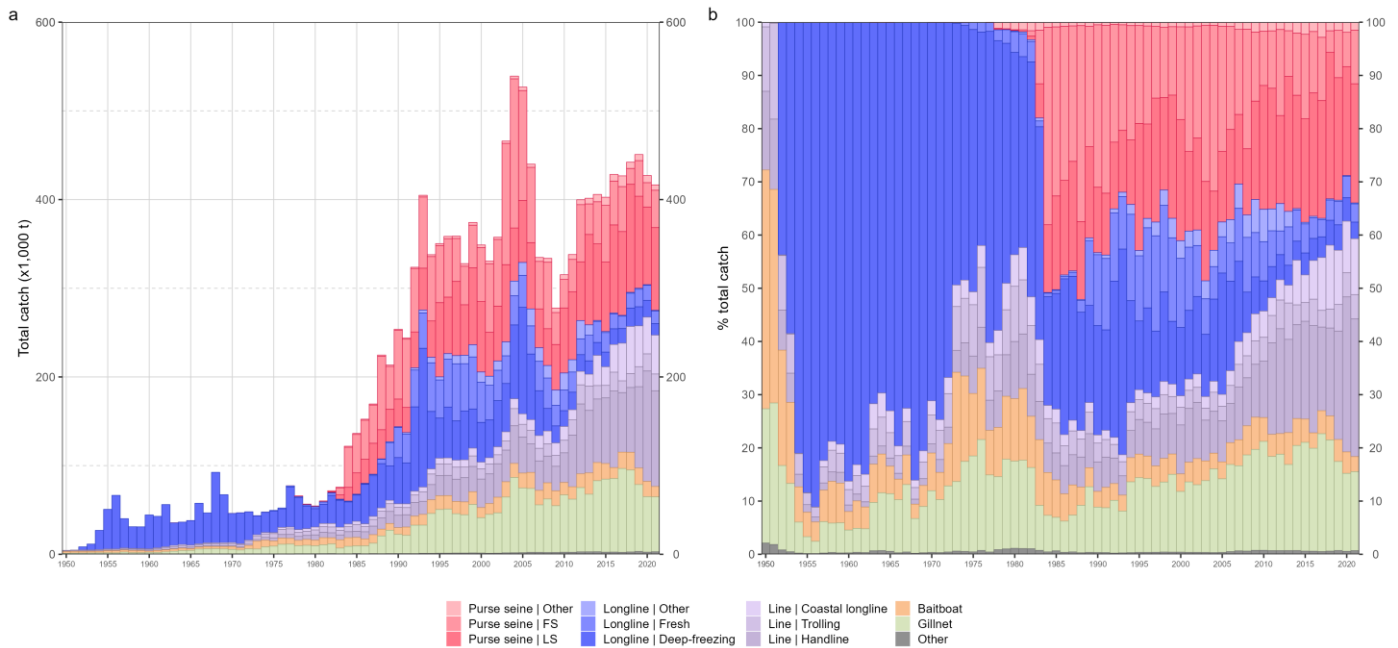 a
Total catch (x1,000 t)
600
400
200
0
600
400
200
0
1950 1955 1960 1965 1970 1975 1980 1985 1990 1995 2000 2005 2010 2015 2020
b
% total catch
100
90
80
70
60
50
40
30
20
10
0
100
90
80
70
60
50
40
30
20
10
0
1950 1955 1960 1965 1970 1975 1980 1985 1990 1995 2000 2005 2010 2015 2020
Purse seine | Other
Purse seine | FS
Purse seine | LS
Longline | Other
Longline | Fresh
Longline | Deep-freezing
Line | Coastal longline
Line | Trolling
Line | Handline
Baitboat
Gillnet
Other